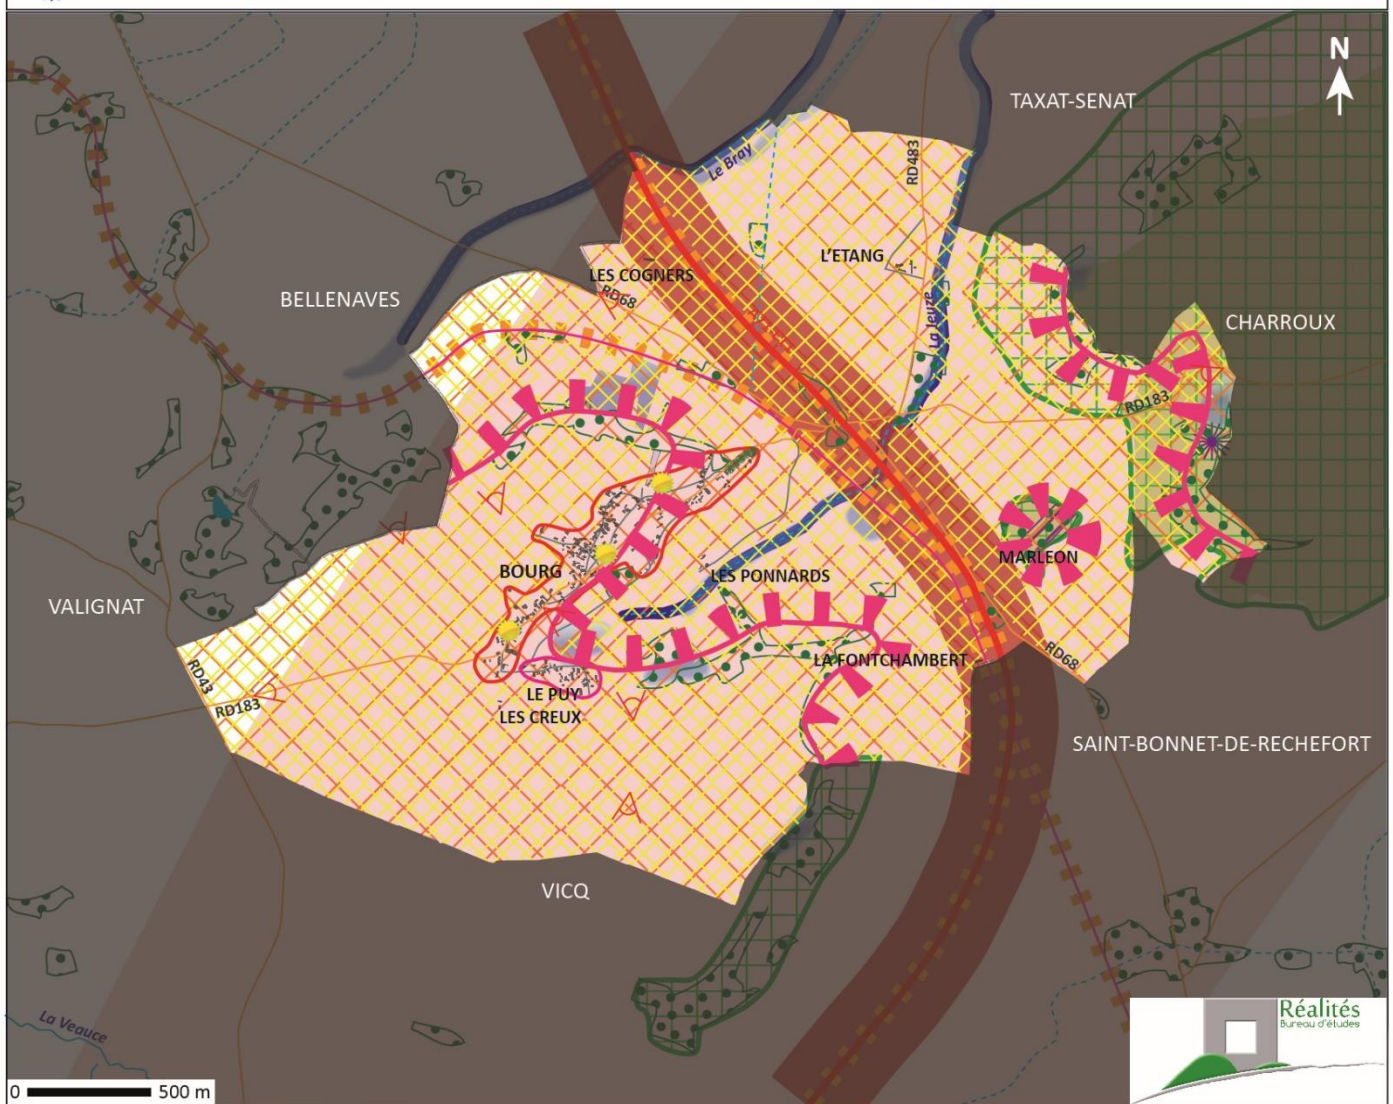 N
TAXAT-SENAT
Le Bray
RD483
L'ETANG
LES COGNERS
RD68
BELLENAVES
La Jeuze
CHARROUX
RD183
BOURG
LES PONNARDS
MARLEON
VALIGNAT
RD43
RD183
LE PUY
LES CREUX
LA FONTCHAMBERT
RD68
SAINT-BONNET-DE-RECHEFORT
VICQ
La Veauce
Réalités
Bureau d'études
0 500 m